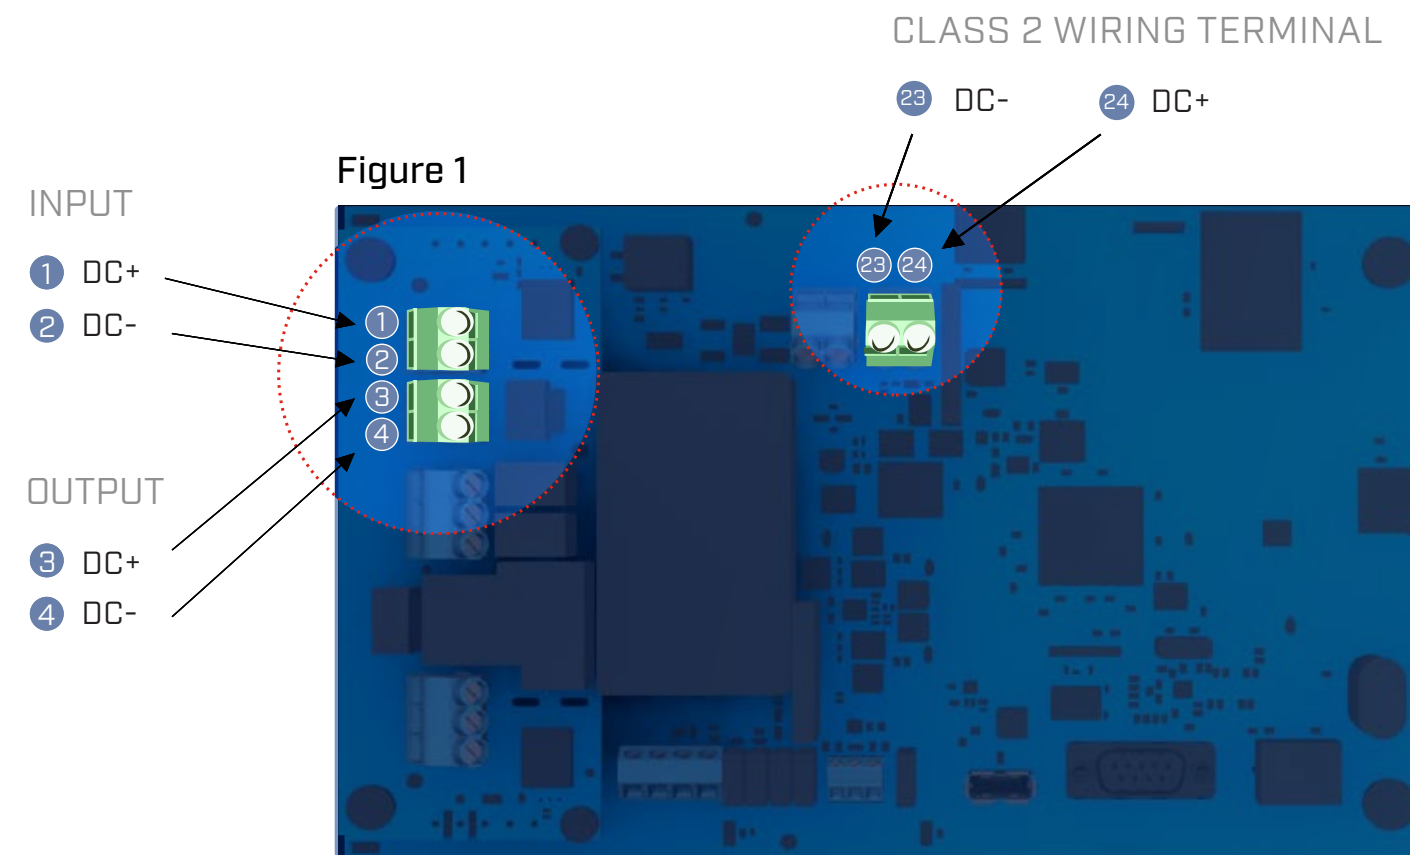 CLASS 2 WIRING TERMINAL
23 DC- 24 DC+
Figure 1
INPUT
1 DC+
2 DC-
23 24
1
2
3
4
OUTPUT
3 DC+
4 DC-